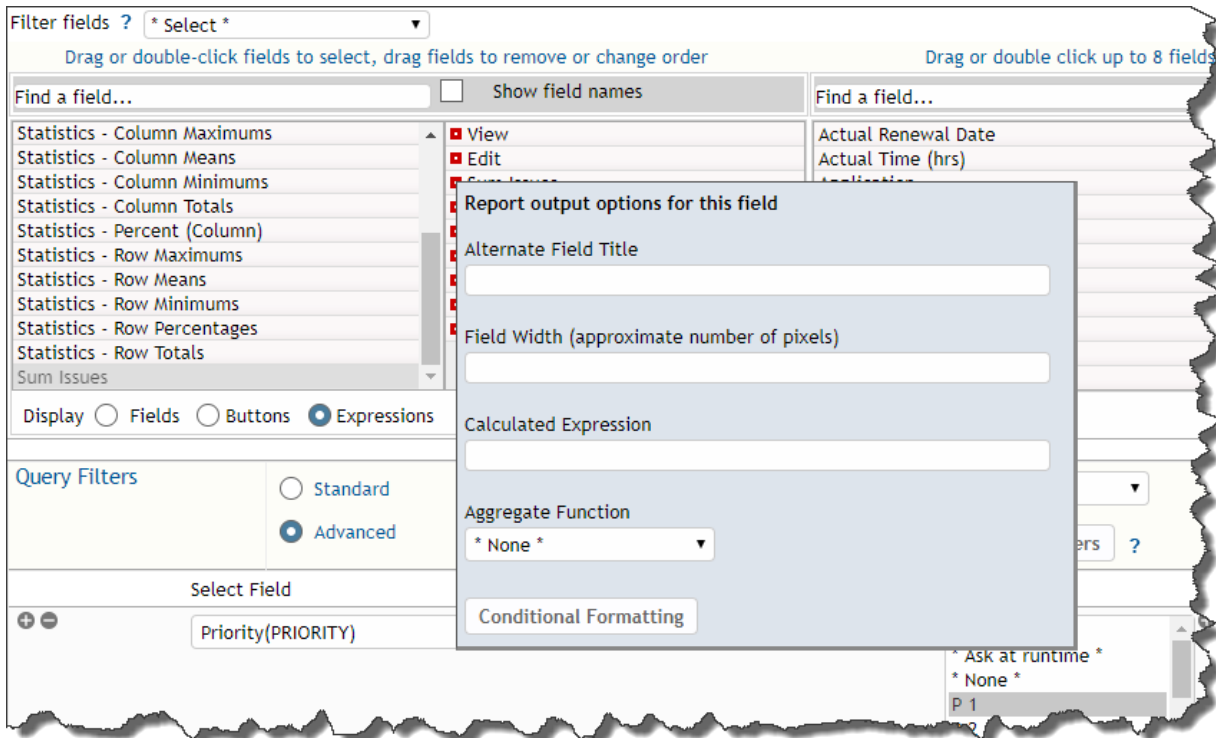 Filter fields ? * Select *
Drag or double-click fields to select, drag fields to remove or change order
Drag or double click up to 8 fields
Find a field...
Show field names
Find a field...
Statistics - Column Maximums
Statistics - Column Means
Statistics - Column Minimums
Statistics - Column Totals
Statistics - Percent (Column)
Statistics - Row Maximums
Statistics - Row Means
Statistics - Row Minimums
Statistics - Row Percentages
Statistics - Row Totals
Sum Issues
View
Edit
Sum Issues
Actual Renewal Date
Actual Time (hrs)
Application
Report output options for this field
Alternate Field Title
Field Width (approximate number of pixels)
Calculated Expression
Aggregate Function
* None *
Conditional Formatting
Display Fields Buttons Expressions
Query Filters
Standard
Advanced
ers ?
Select Field
Priority(PRIORITY)
* Ask at runtime *
* None *
P 1